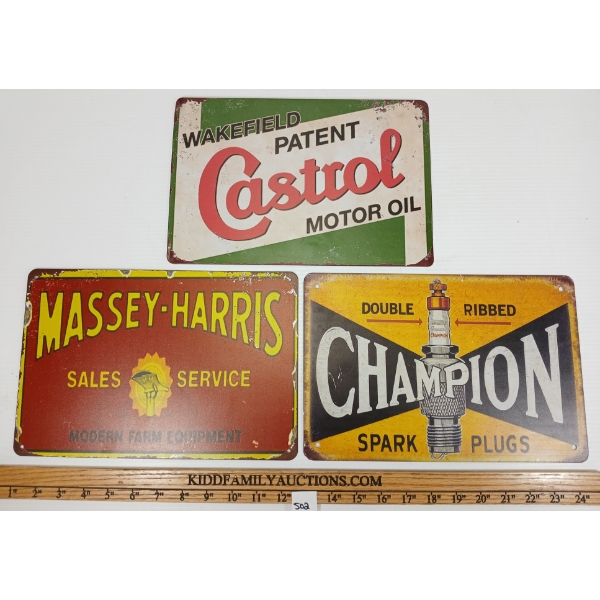 WAKEFIELD
PATENT
Castrol
MOTOR OIL
MASSEY-HARRIS
SALES SERVICE
MODERN FARM EQUIPMENT
DOUBLE RIBBED
CHAMPION
SPARK PLUGS
KIDDFAMILYAUCTIONS.COM
1" 2" 3" 4" 5" 6" 7" 8" 9" 10" 11" 12" 14" 15" 16" 17" 18" 19" 20" 21" 22" 23" 24"
502